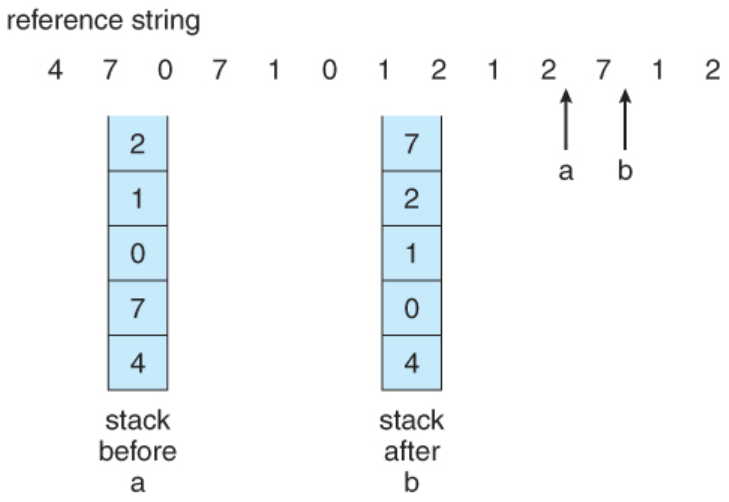 reference string
4 7 0 7 1 0 1 2 1 2 7 1 2
a b
2
1
0
7
4
stack
before
a
7
2
1
0
4
stack
after
b